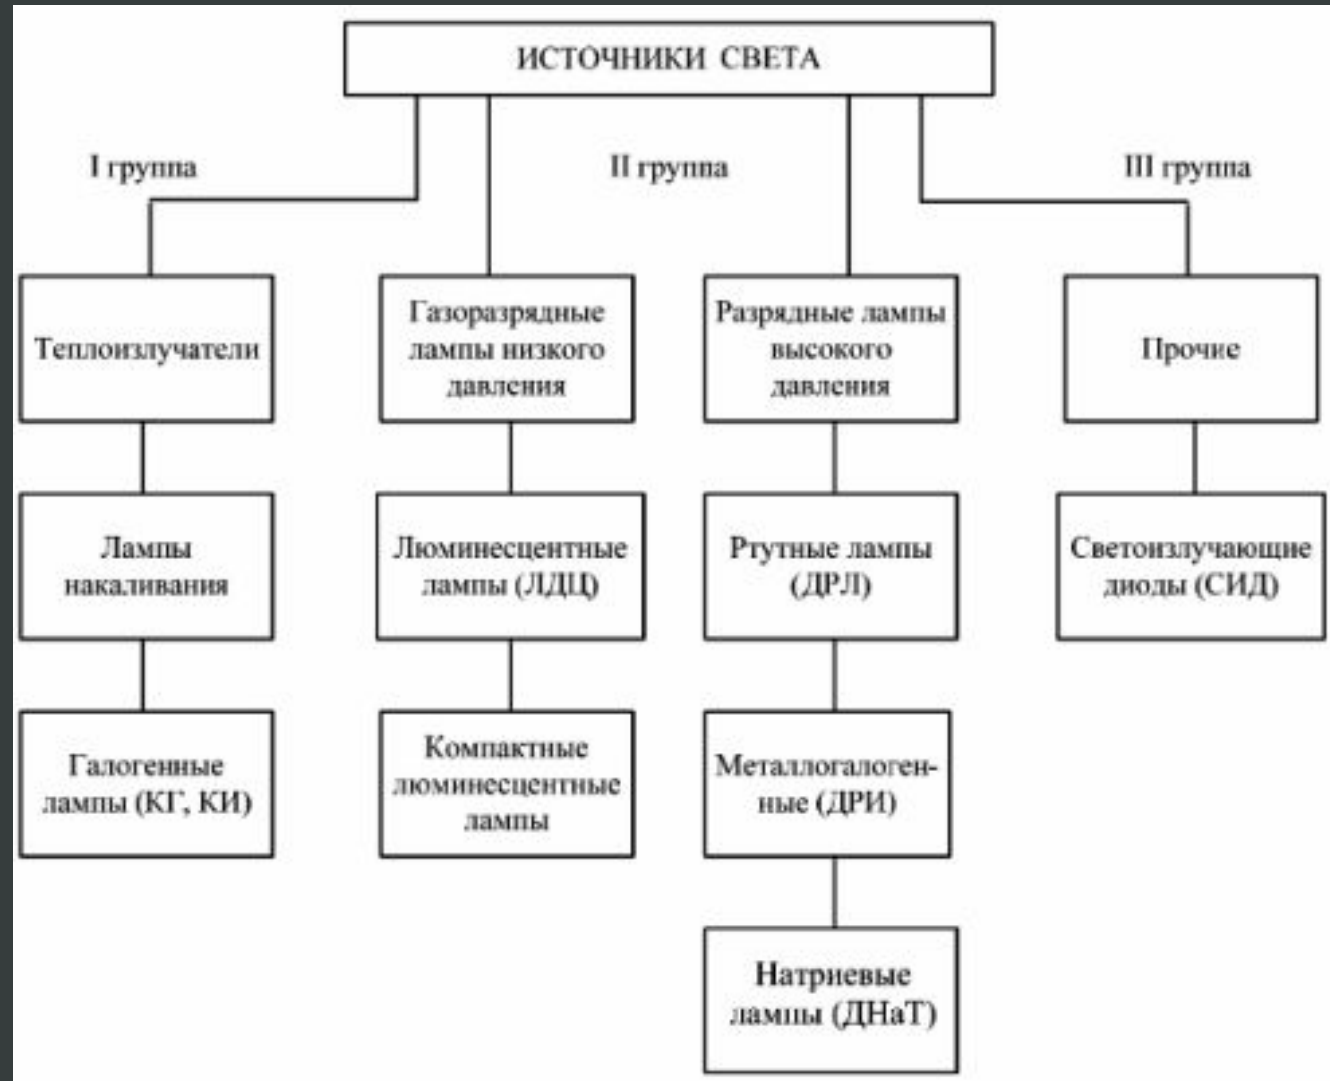 ИСТОЧНИКИ СВЕТА
I группа
II группа
III группа
Теплоизлучатели
Газоразрядные
лампы низкого
давления
Разрядные лампы
высокого
давления
Прочие
Лампы
накаливания
Люминесцентные
лампы (ЛДЦ)
Ртутные лампы
(ДРЛ)
Светоизлучающие
диоды (СИД)
Галогенные
лампы (КГ, КИ)
Компактные
люминесцентные
лампы
Металлогалоген-
ные (ДРИ)
Натриевые
лампы (ДНаТ)